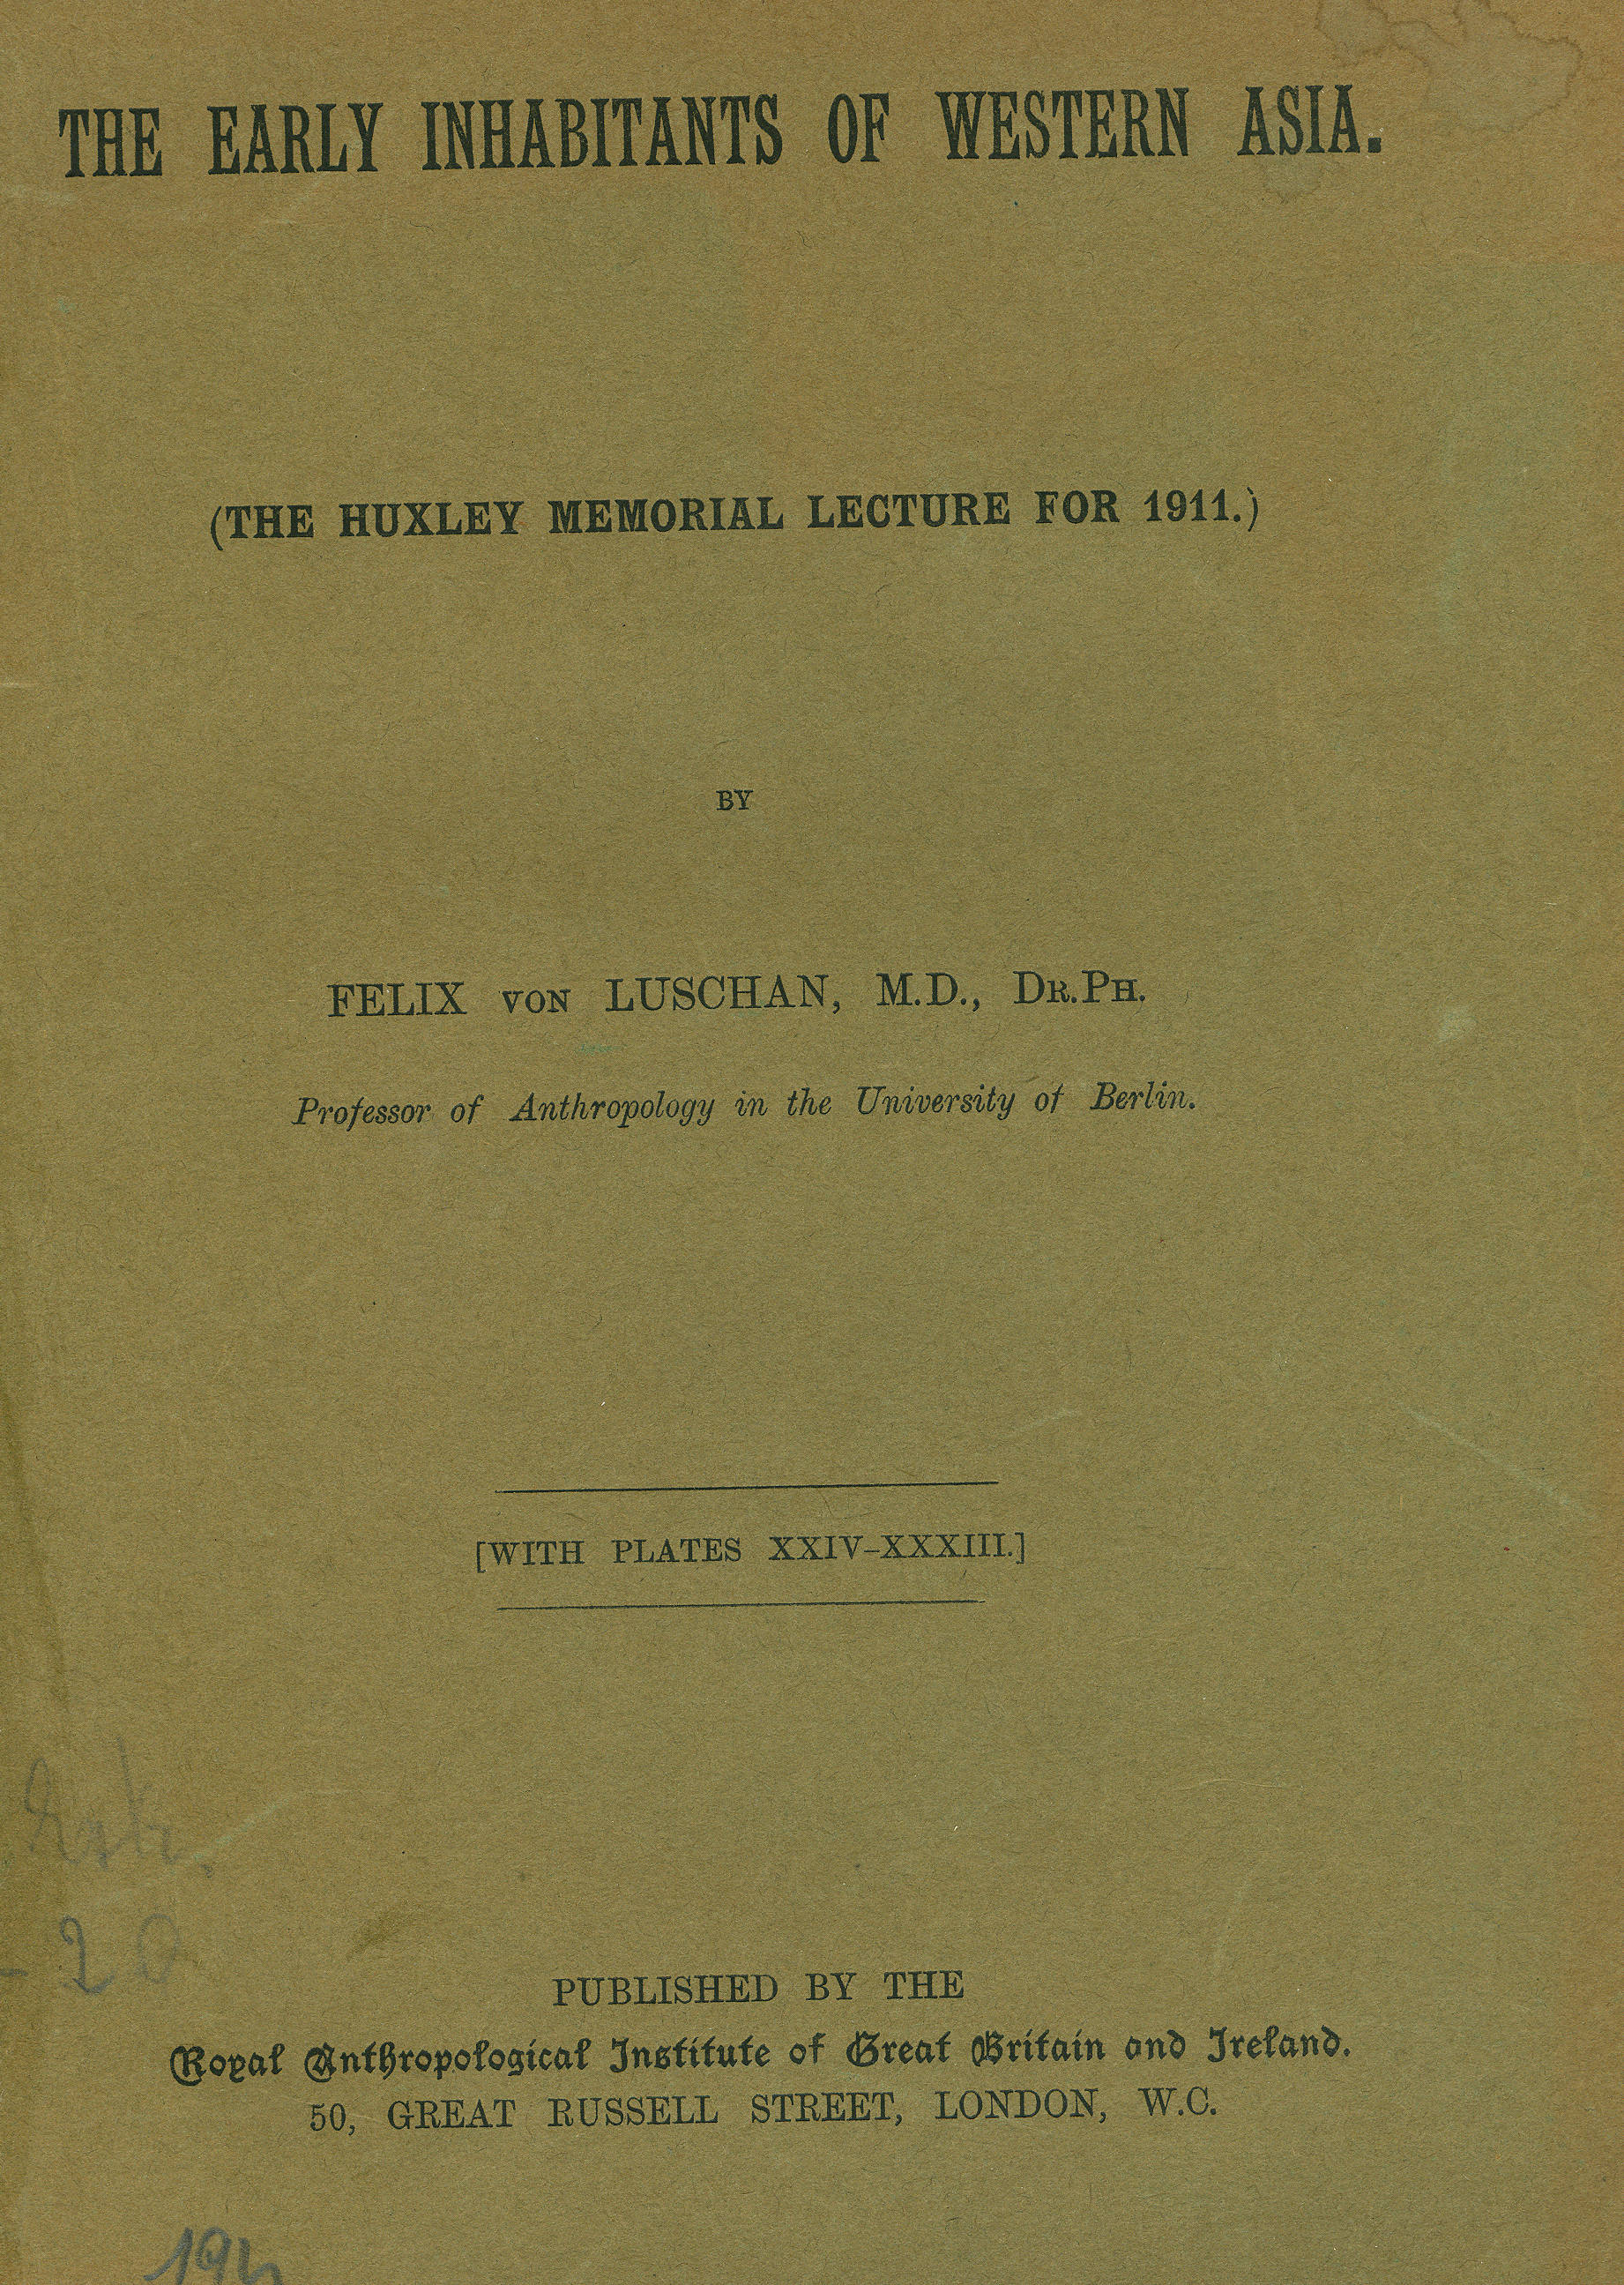 THE EARLY INHABITANTS OF WESTERN ASIA.
(THE HUXLEY MEMORIAL LECTURE FOR 1911.)
BY
FELIX VON LUSCHAN, M.D., DR.PH.
Professor of Anthropology in the University of Berlin.
[WITH PLATES XXIV–XXXIII.]
20
PUBLISHED BY THE
Royal Anthropological Institute of Great Britain and Ireland.
50, GREAT RUSSELL STREET, LONDON, W.C.